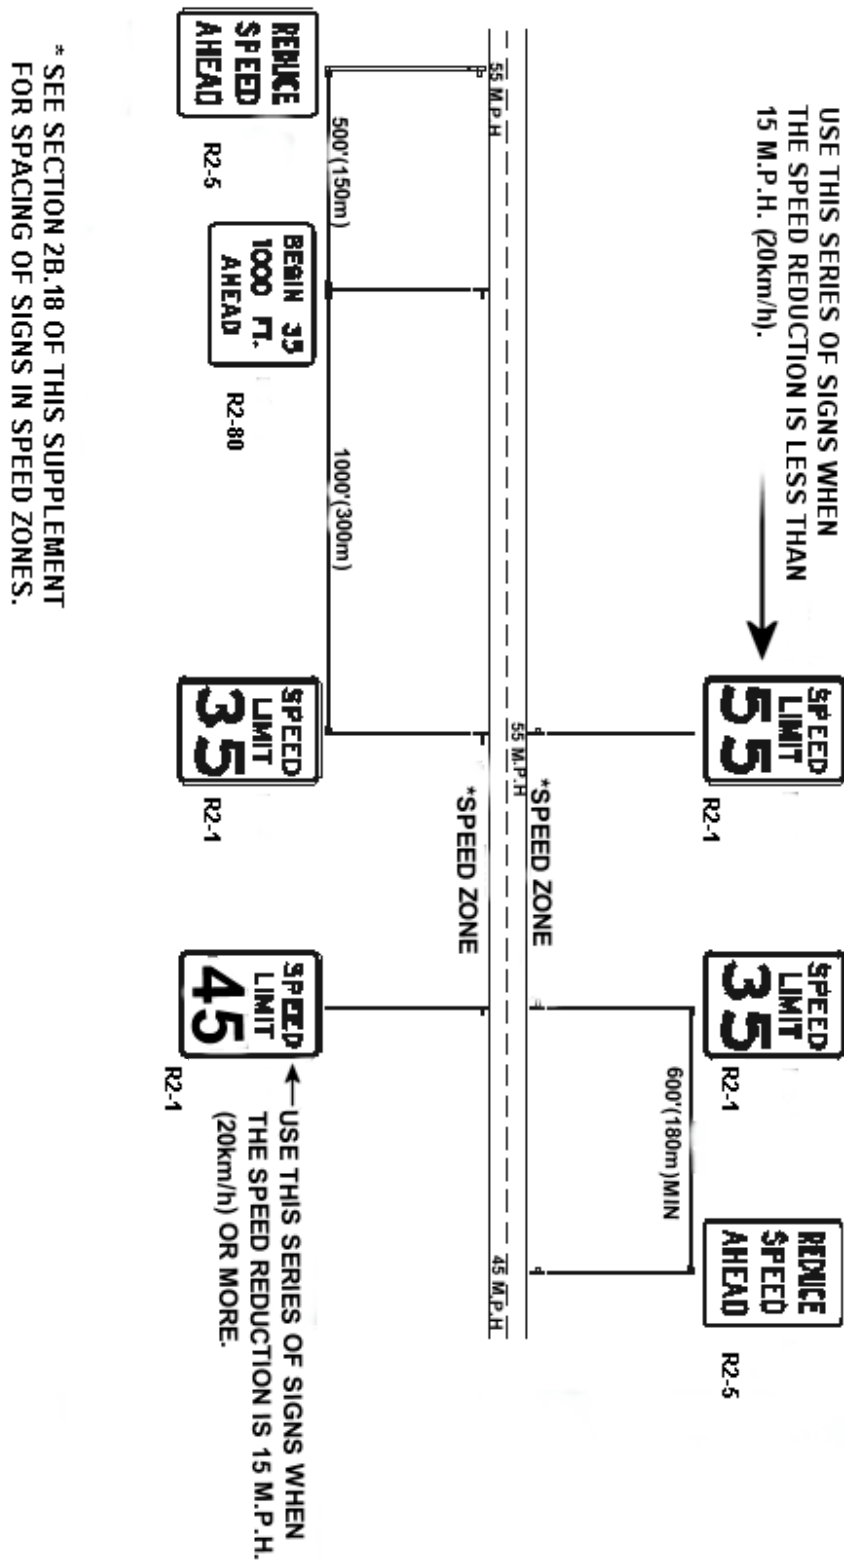 USE THIS SERIES OF SIGNS WHEN
THE SPEED REDUCTION IS LESS THAN
15 M.P.H. (20km/h).
SPEED
LIMIT
55
R2-1
SPEED
LIMIT
35
R2-1
REDUCE
SPEED
AHEAD
R2-5
600'(180m)MIN
*SPEED ZONE
55 M.P.H
55 M.P.H
45 M.P.H
*SPEED ZONE
500'(150m)
1000'(300m)
REDUCE
SPEED
AHEAD
R2-5
BEGIN 35
1000 FT.
AHEAD
R2-80
SPEED
LIMIT
35
R2-1
SPEED
LIMIT
45
R2-1
USE THIS SERIES OF SIGNS WHEN
THE SPEED REDUCTION IS 15 M.P.H.
(20km/h) OR MORE.
* SEE SECTION 2B.18 OF THIS SUPPLEMENT
FOR SPACING OF SIGNS IN SPEED ZONES.